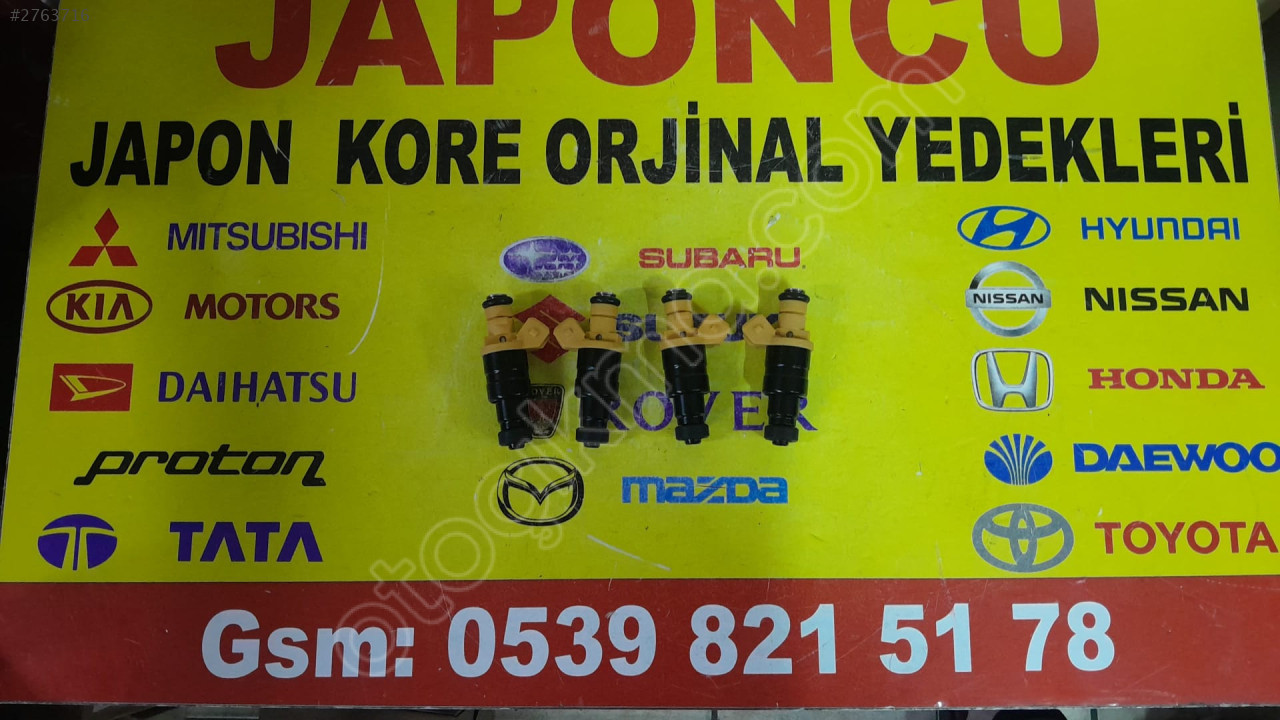 #2763726
JAPONCU
JAPON KORE ORJİNAL YEDEKLERİ
MITSUBISHI
SUBARU
HYUNDAI
KIA MOTORS
NISSAN NISSAN
DAIHATSU
HONDA
ROVER
proton
mazda
DAEWOO
TATA
TOYOTA
Gsm: 0539 821 51 78